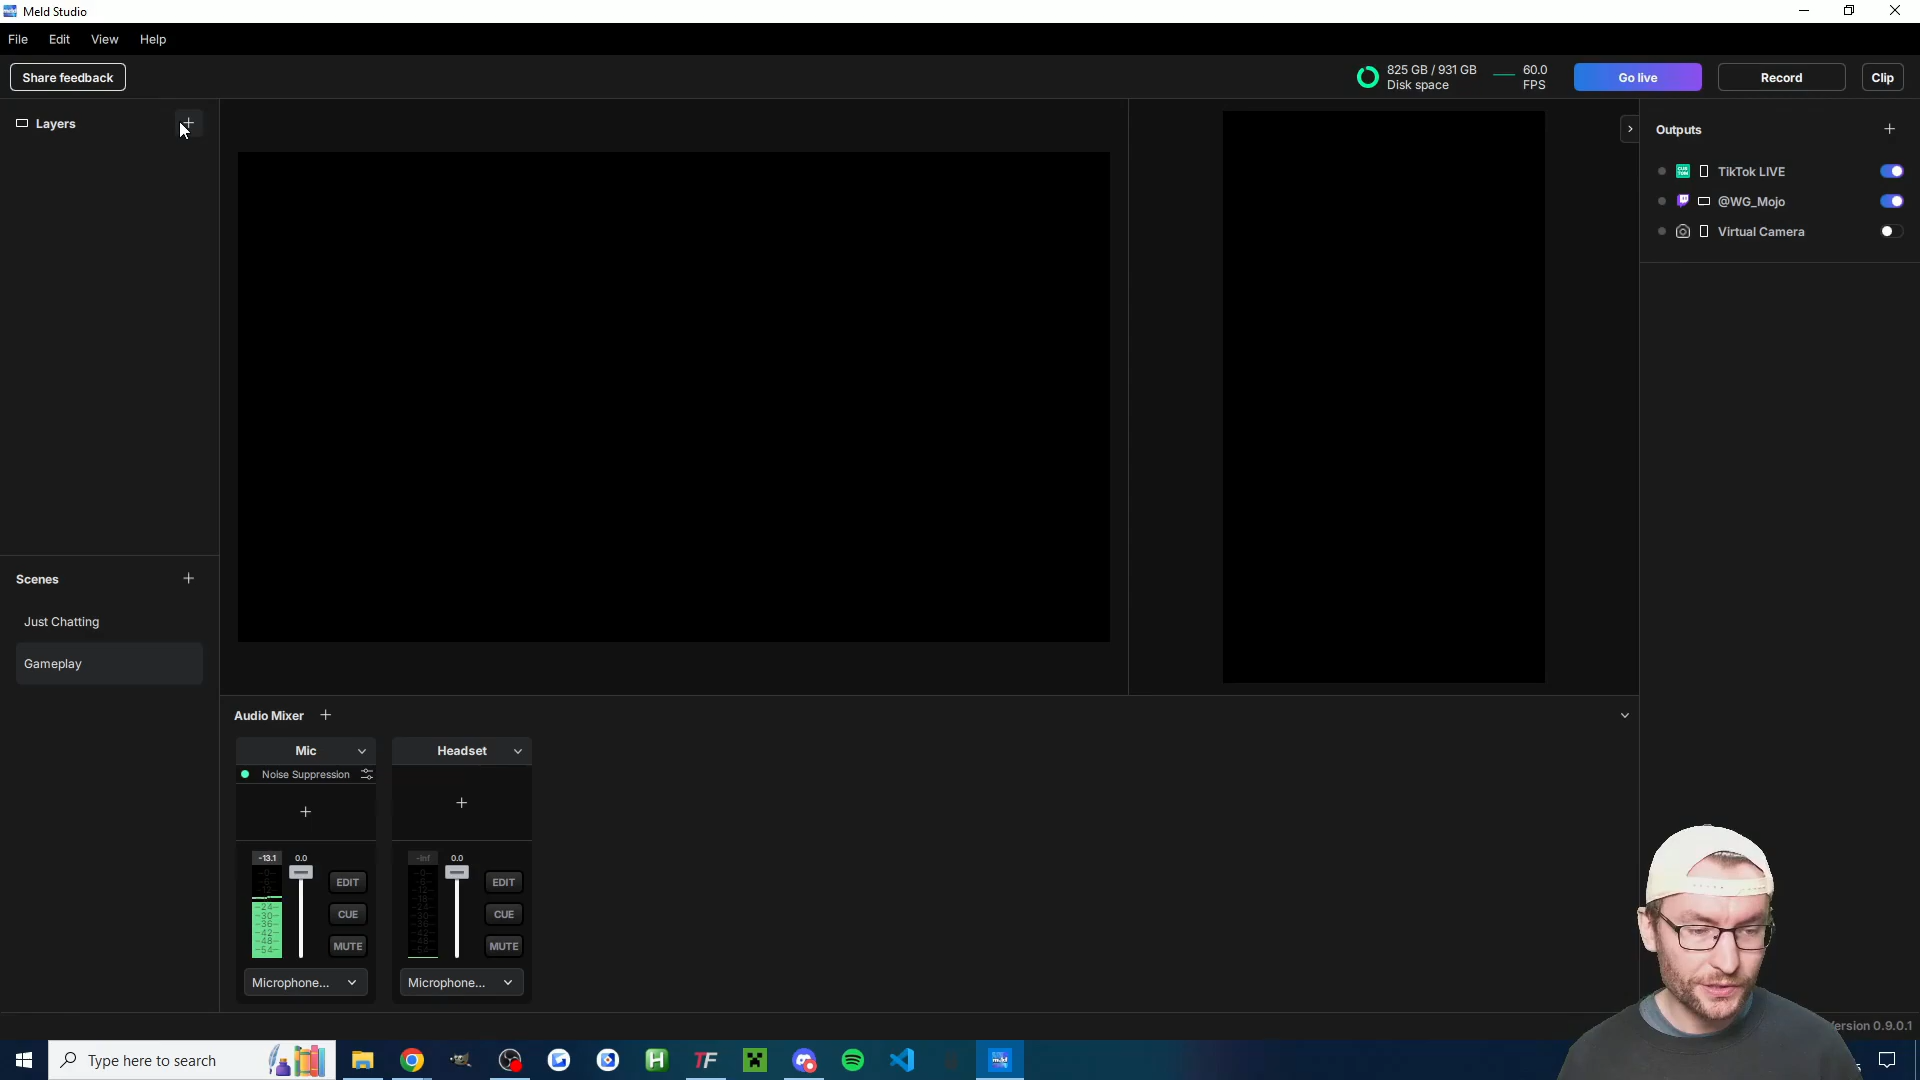 Meld Studio
File Edit View Help
Share feedback
825 GB / 931 GB
Disk space
60.0
FPS
Go live
Record
Clip
Layers
Outputs
TikTok LIVE
@WG_Mojo
Virtual Camera
Scenes
Just Chatting
Gameplay
Audio Mixer
Mic
Headset
Noise Suppression
-13.1 0.0
-inf 0.0
EDIT
CUE
MUTE
EDIT
CUE
MUTE
Microphone...
Microphone...
ersion 0.9.0.1
Type here to search